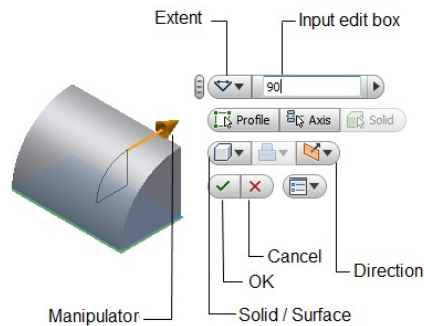 Extent
Input edit box
90
Profile Axis Solid
Cancel
Direction
OK
Manipulator
Solid / Surface